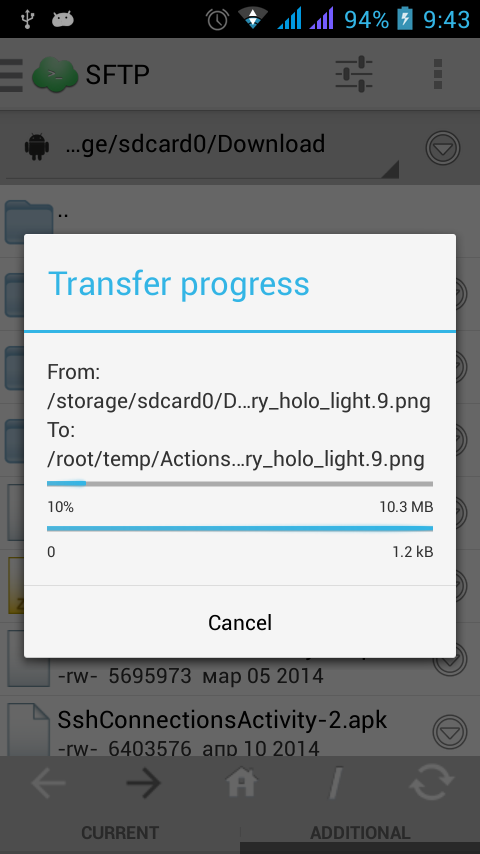 94% 9:43
SFTP
...ge/sdcard0/Download
..
Transfer progress
From:
/storage/sdcard0/D...ry_holo_light.9.png
To:
/root/temp/Actions...ry_holo_light.9.png
10% 10.3 MB
0 1.2 kB
Cancel
-rw- 5695973 мар 05 2014
SshConnectionsActivity-2.apk
-rw- 6403576 апр 10 2014
CURRENT ADDITIONAL